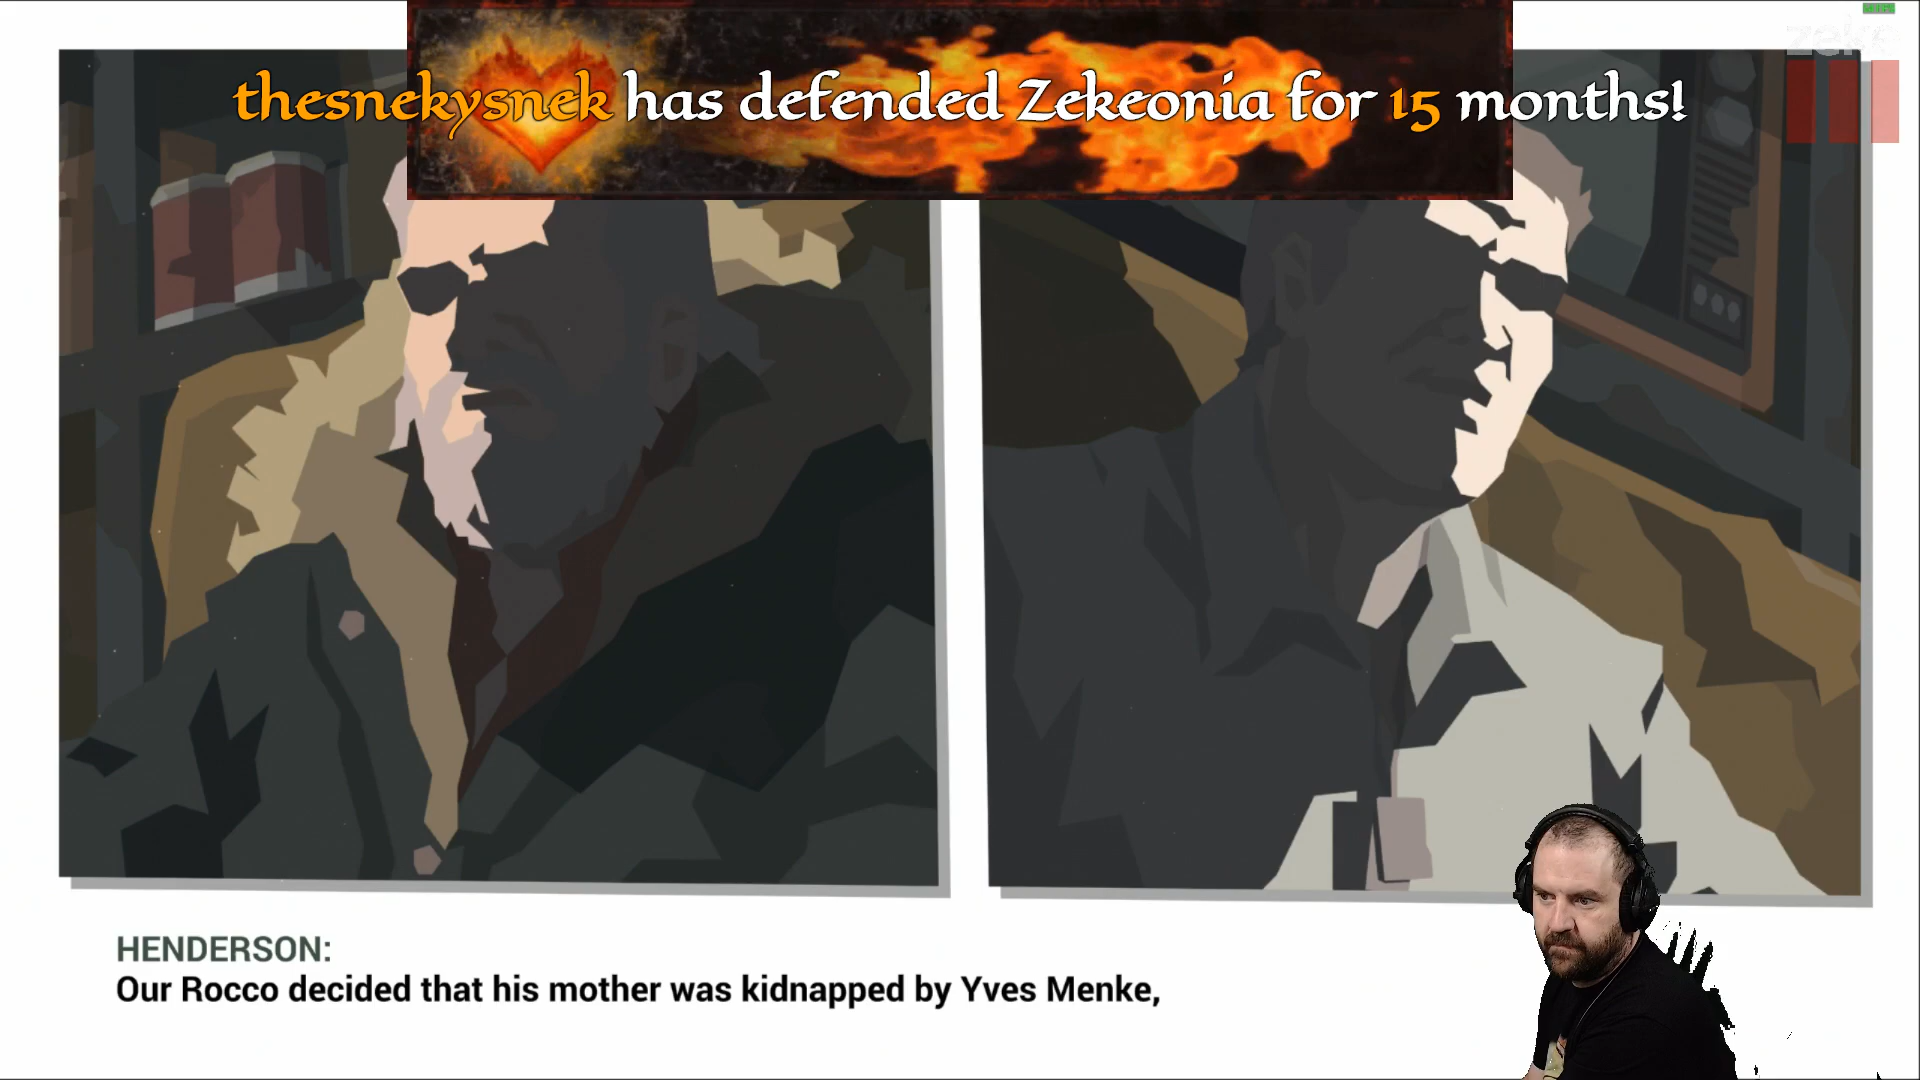 zeke
thesnekysnek has defended Zekeonia for 15 months!
HENDERSON:
Our Rocco decided that his mother was kidnapped by Yves Menke,